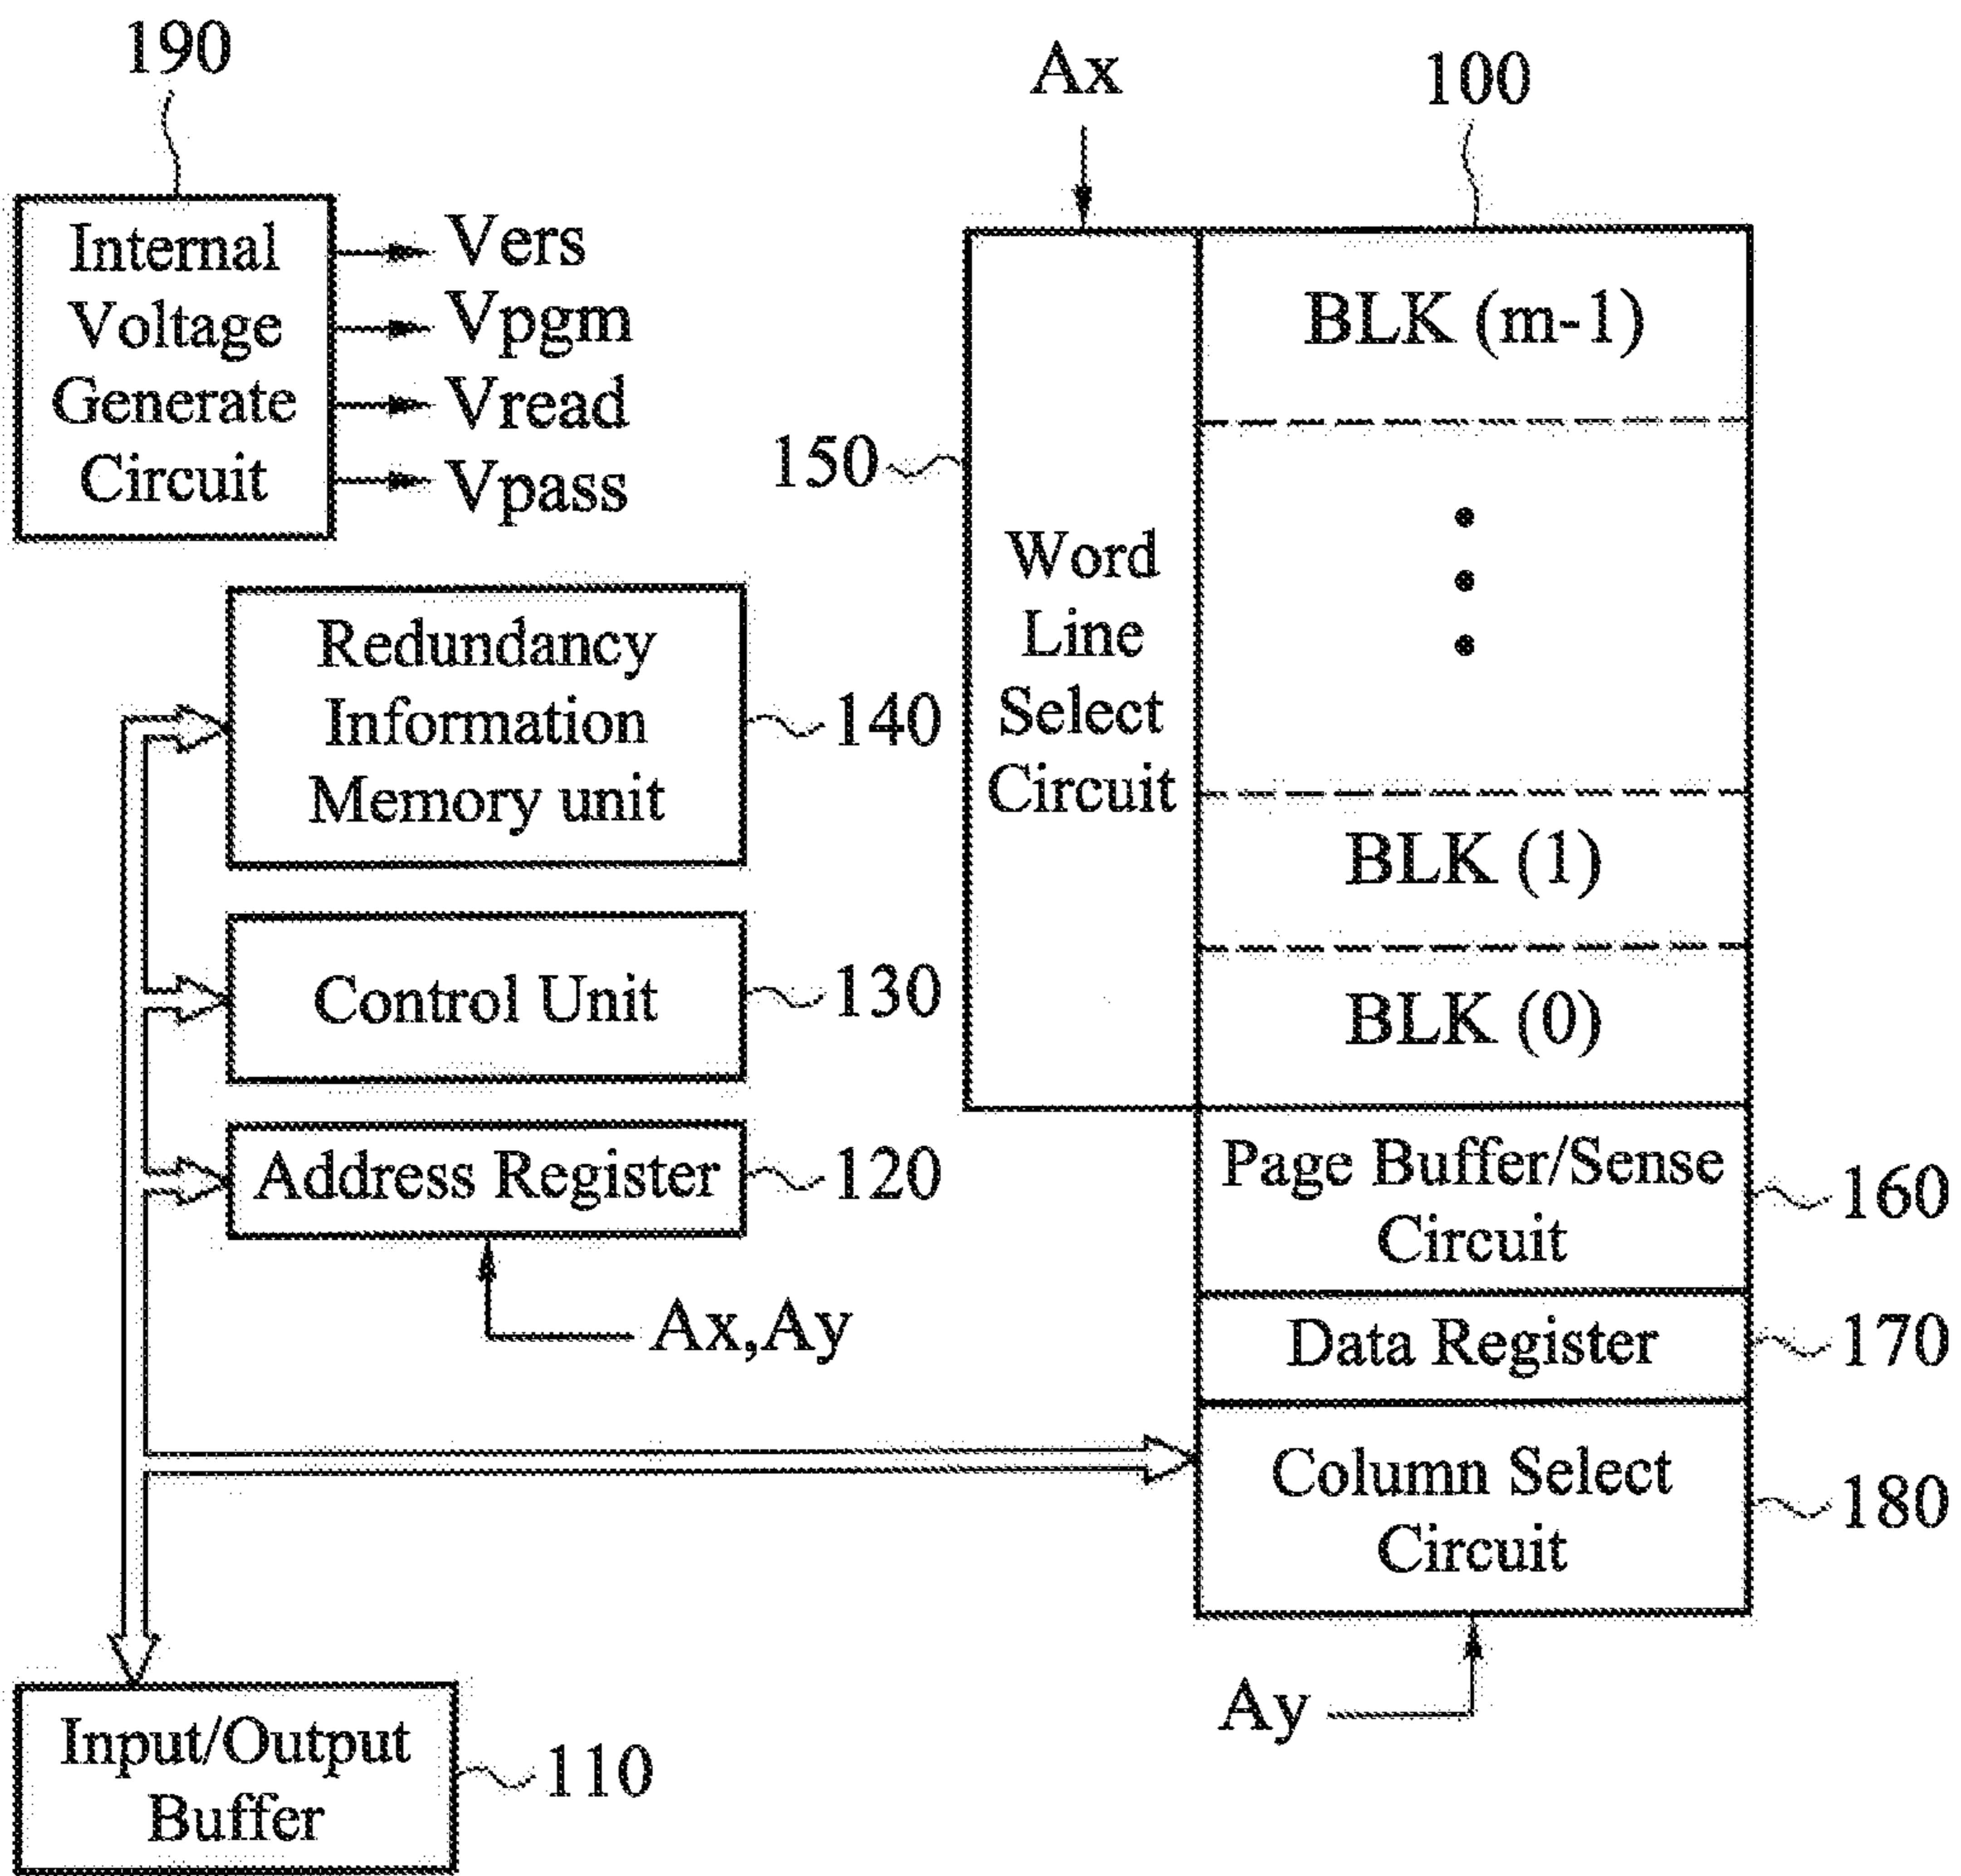 190
Internal
Voltage
Generate
Circuit
Vers
Vpgm
Vread
Vpass
Ax
100
150
Word
Line
Select
Circuit
BLK (m-1)
BLK (1)
BLK (0)
Redundancy
Information
Memory unit
140
Control Unit
130
Address Register
120
Ax,Ay
Page Buffer/Sense
Circuit
160
Data Register
170
Column Select
Circuit
180
Ay
Input/Output
Buffer
110